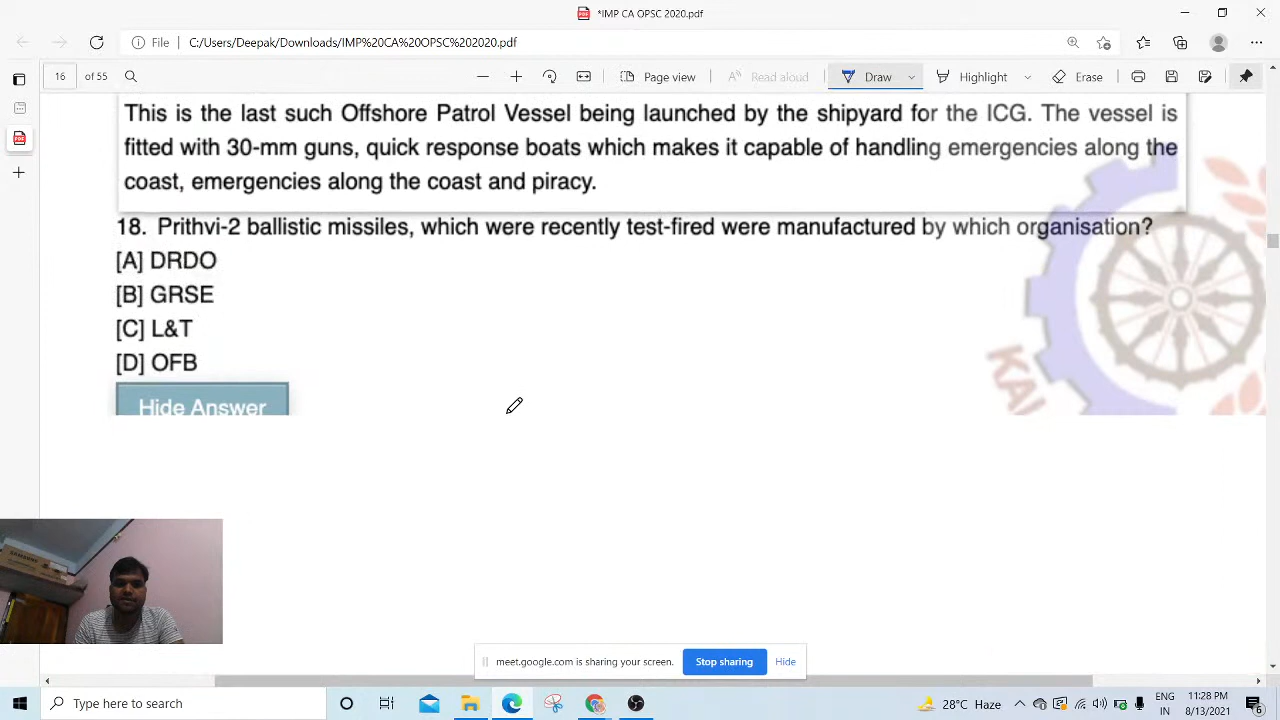 *IMP CA OPSC 2020.pdf
File C:/Users/Deepak/Downloads/IMP%20CA%20OPSC%202020.pdf
16 of 55 Page view Read aloud Draw Highlight Erase
This is the last such Offshore Patrol Vessel being launched by the shipyard for the ICG. The vessel is
fitted with 30-mm guns, quick response boats which makes it capable of handling emergencies along the
coast, emergencies along the coast and piracy.
18. Prithvi-2 ballistic missiles, which were recently test-fired were manufactured by which organisation?
[A] DRDO
[B] GRSE
[C] L&T
[D] OFB
Hide Answer
KAI
SAMSUNG
meet.google.com is sharing your screen. Stop sharing Hide
Type here to search
28°C Haze
ENG
IN
11:28 PM
8/13/2021
6